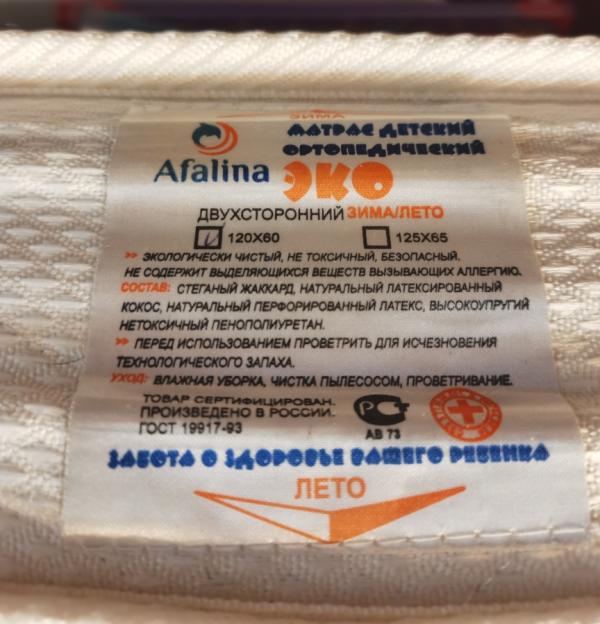 ЗИМА
Afalina
МАТРАС ДЕТСКИЙ
ОРТОПЕДИЧЕСКИЙ
ЭКО
ДВУХСТОРОННИЙ ЗИМА/ЛЕТО
120X60 125X65
» ЭКОЛОГИЧЕСКИ ЧИСТЫЙ, НЕ ТОКСИЧНЫЙ, БЕЗОПАСНЫЙ.
НЕ СОДЕРЖИТ ВЫДЕЛЯЮЩИХСЯ ВЕЩЕСТВ ВЫЗЫВАЮЩИХ АЛЛЕРГИЮ.
СОСТАВ: СТЕГАНЫЙ ЖАККАРД, НАТУРАЛЬНЫЙ ЛАТЕКСИРОВАННЫЙ
КОКОС, НАТУРАЛЬНЫЙ ПЕРФОРИРОВАННЫЙ ЛАТЕКС, ВЫСОКОУПРУГИЙ
НЕТОКСИЧНЫЙ ПЕНОПОЛИУРЕТАН.
» ПЕРЕД ИСПОЛЬЗОВАНИЕМ ПРОВЕТРИТЬ ДЛЯ ИСЧЕЗНОВЕНИЯ
ТЕХНОЛОГИЧЕСКОГО ЗАПАХА.
УХОД: ВЛАЖНАЯ УБОРКА, ЧИСТКА ПЫЛЕСОСОМ, ПРОВЕТРИВАНИЕ.
ТОВАР СЕРТИФИЦИРОВАН.
ПРОИЗВЕДЕНО В РОССИИ.
ГОСТ 19917-93
АВ 73
ЗАБОТА О ЗДОРОВЬЕ ВАШЕГО РЕБЕНКА
ЛЕТО